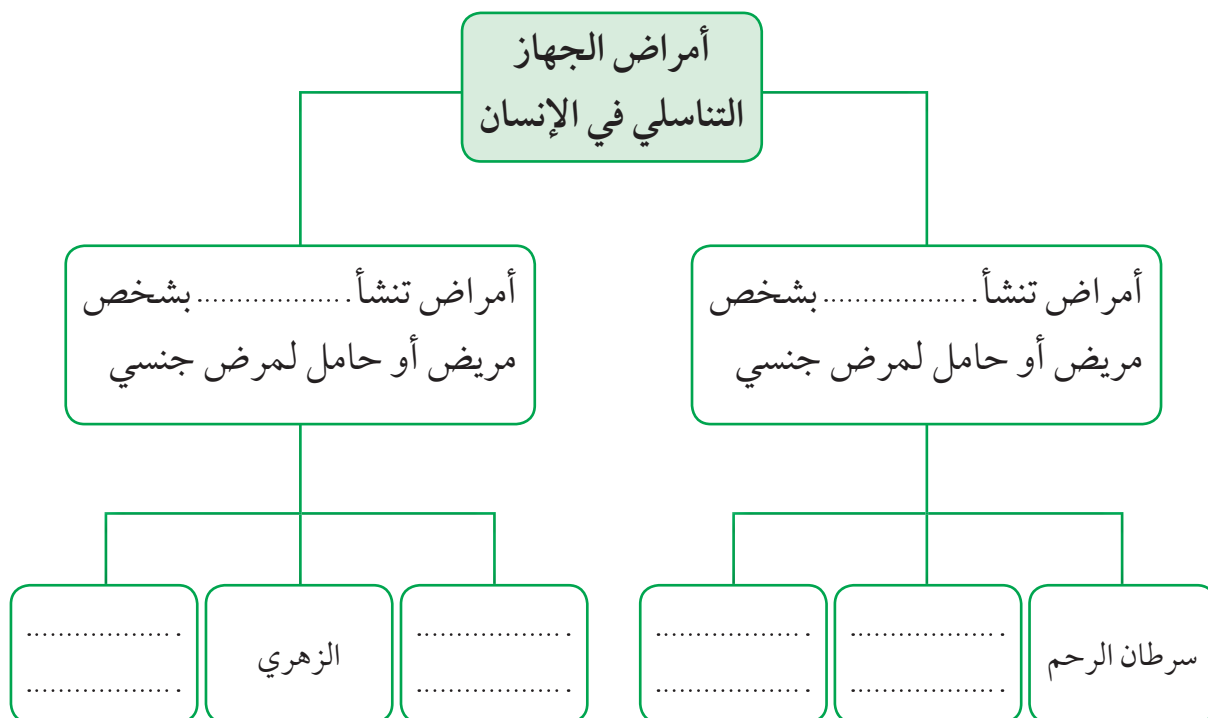 أمراض الجهاز
التناسلي في الإنسان
أمراض تنشأ .................. بشخص
مريض أو حامل لمرض جنسي
أمراض تنشأ .................. بشخص
مريض أو حامل لمرض جنسي
سرطان الرحم
...................
...................
...................
...................
...................
...................
الزهري
...................
...................